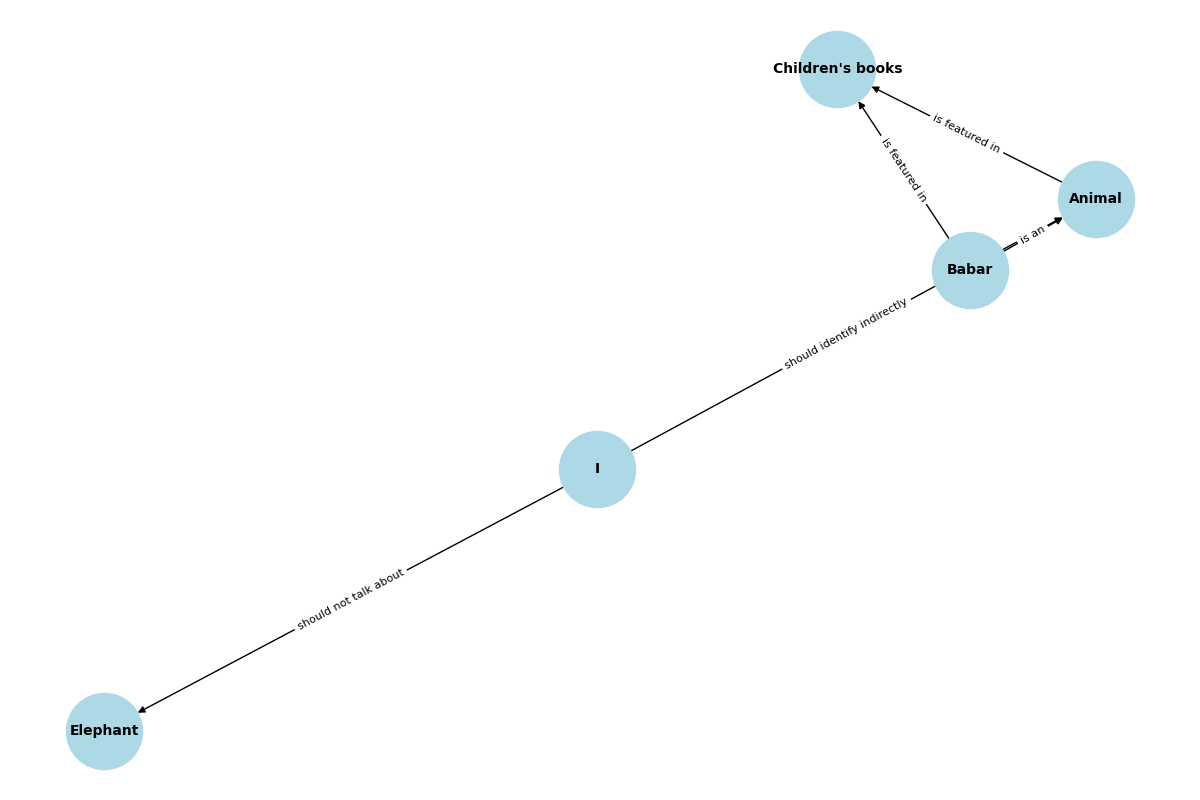 Children's books
is featured in
is featured in
Animal
is an
Babar
should identify indirectly
I
should not talk about
Elephant